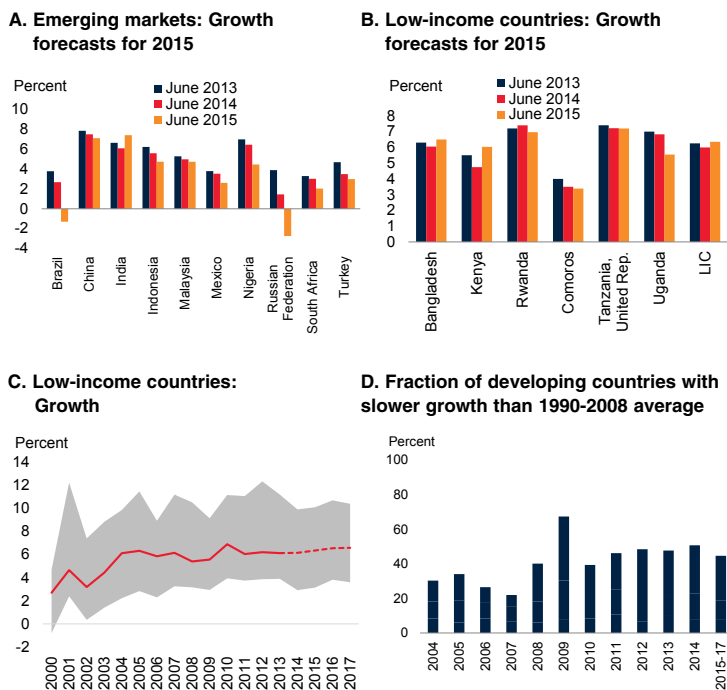 A. Emerging markets: Growth
forecasts for 2015
Percent
June 2013
June 2014
June 2015
10
8
6
4
2
0
-2
-4
Brazil
China
India
Indonesia
Malaysia
Mexico
Nigeria
Russian
Federation
South Africa
Turkey
B. Low-income countries: Growth
forecasts for 2015
Percent
June 2013
June 2014
June 2015
8
7
6
5
4
3
2
1
0
Bangladesh
Kenya
Rwanda
Comoros
Tanzania,
United Rep.
Uganda
LIC
C. Low-income countries:
Growth
Percent
14
12
10
8
6
4
2
0
-2
2000
2001
2002
2003
2004
2005
2006
2007
2008
2009
2010
2011
2012
2013
2014
2015
2016
2017
D. Fraction of developing countries with
slower growth than 1990-2008 average
Percent
100
80
60
40
20
0
2004
2005
2006
2007
2008
2009
2010
2011
2012
2013
2014
2015-17